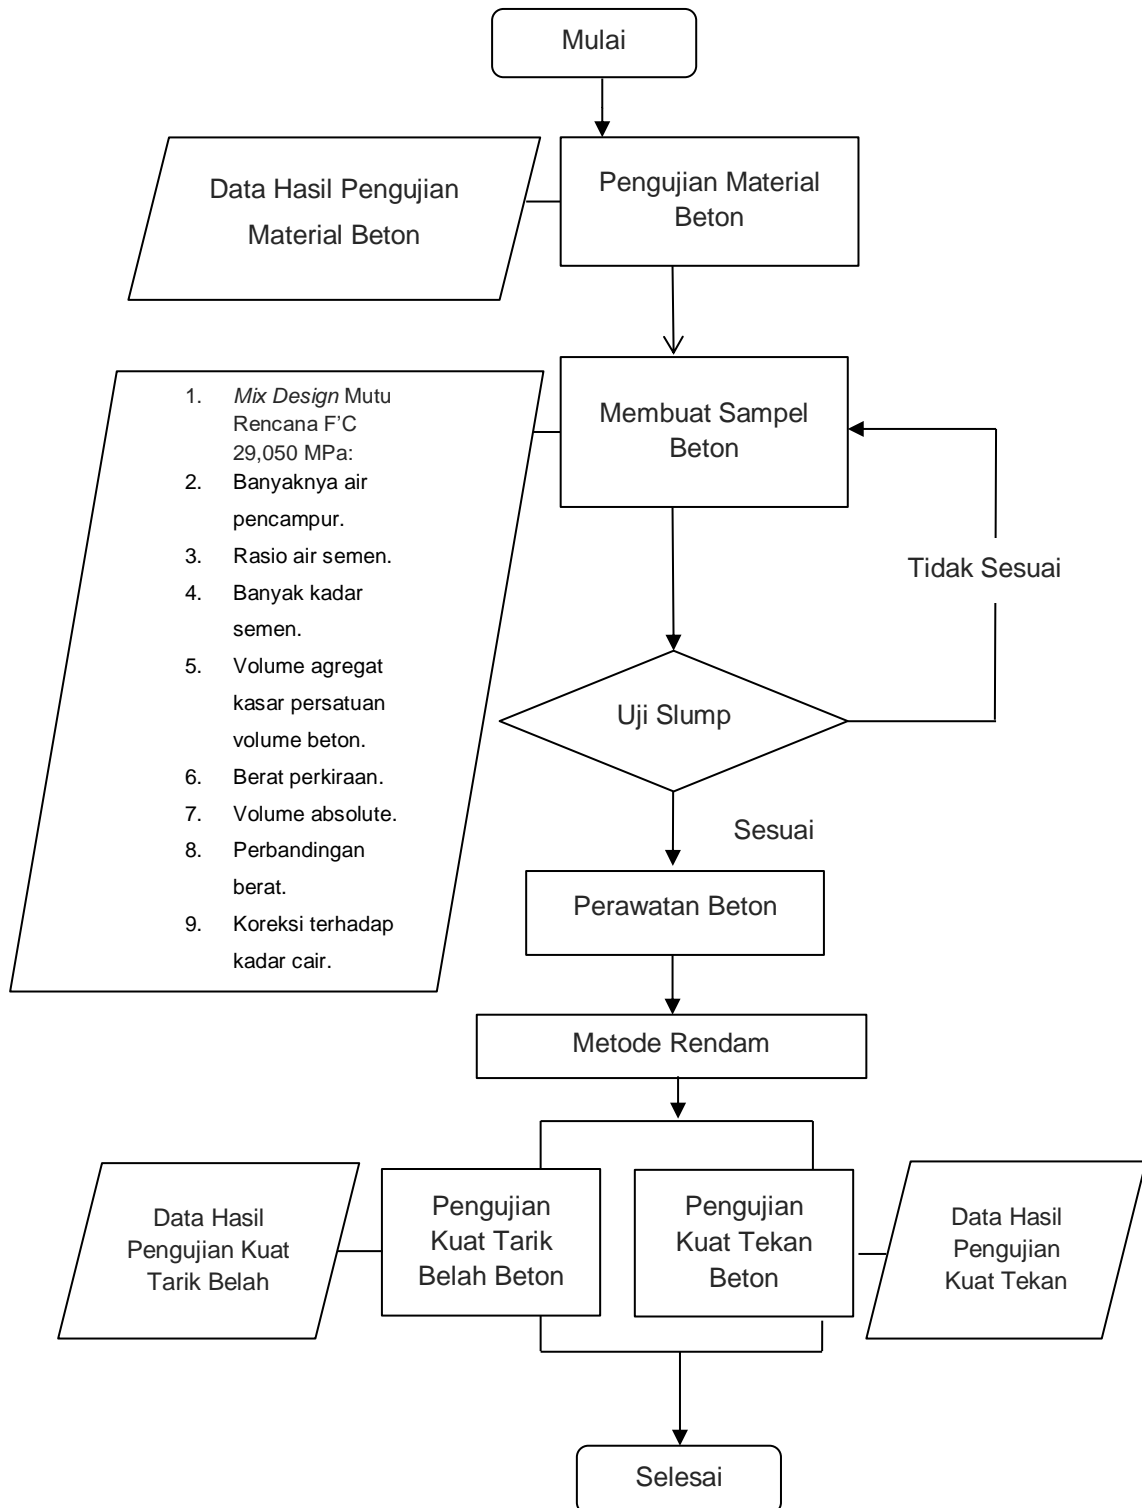 Mulai
Data Hasil Pengujian
Material Beton
Pengujian Material
Beton
1. Mix Design Mutu
Rencana F’C
29,050 MPa:
2. Banyaknya air
pencampur.
3. Rasio air semen.
4. Banyak kadar
semen.
5. Volume agregat
kasar persatuan
volume beton.
6. Berat perkiraan.
7. Volume absolute.
8. Perbandingan
berat.
9. Koreksi terhadap
kadar cair.
Membuat Sampel
Beton
Tidak Sesuai
Uji Slump
Sesuai
Perawatan Beton
Metode Rendam
Data Hasil
Pengujian Kuat
Tarik Belah
Pengujian
Kuat Tarik
Belah Beton
Pengujian
Kuat Tekan
Beton
Data Hasil
Pengujian
Kuat Tekan
Selesai